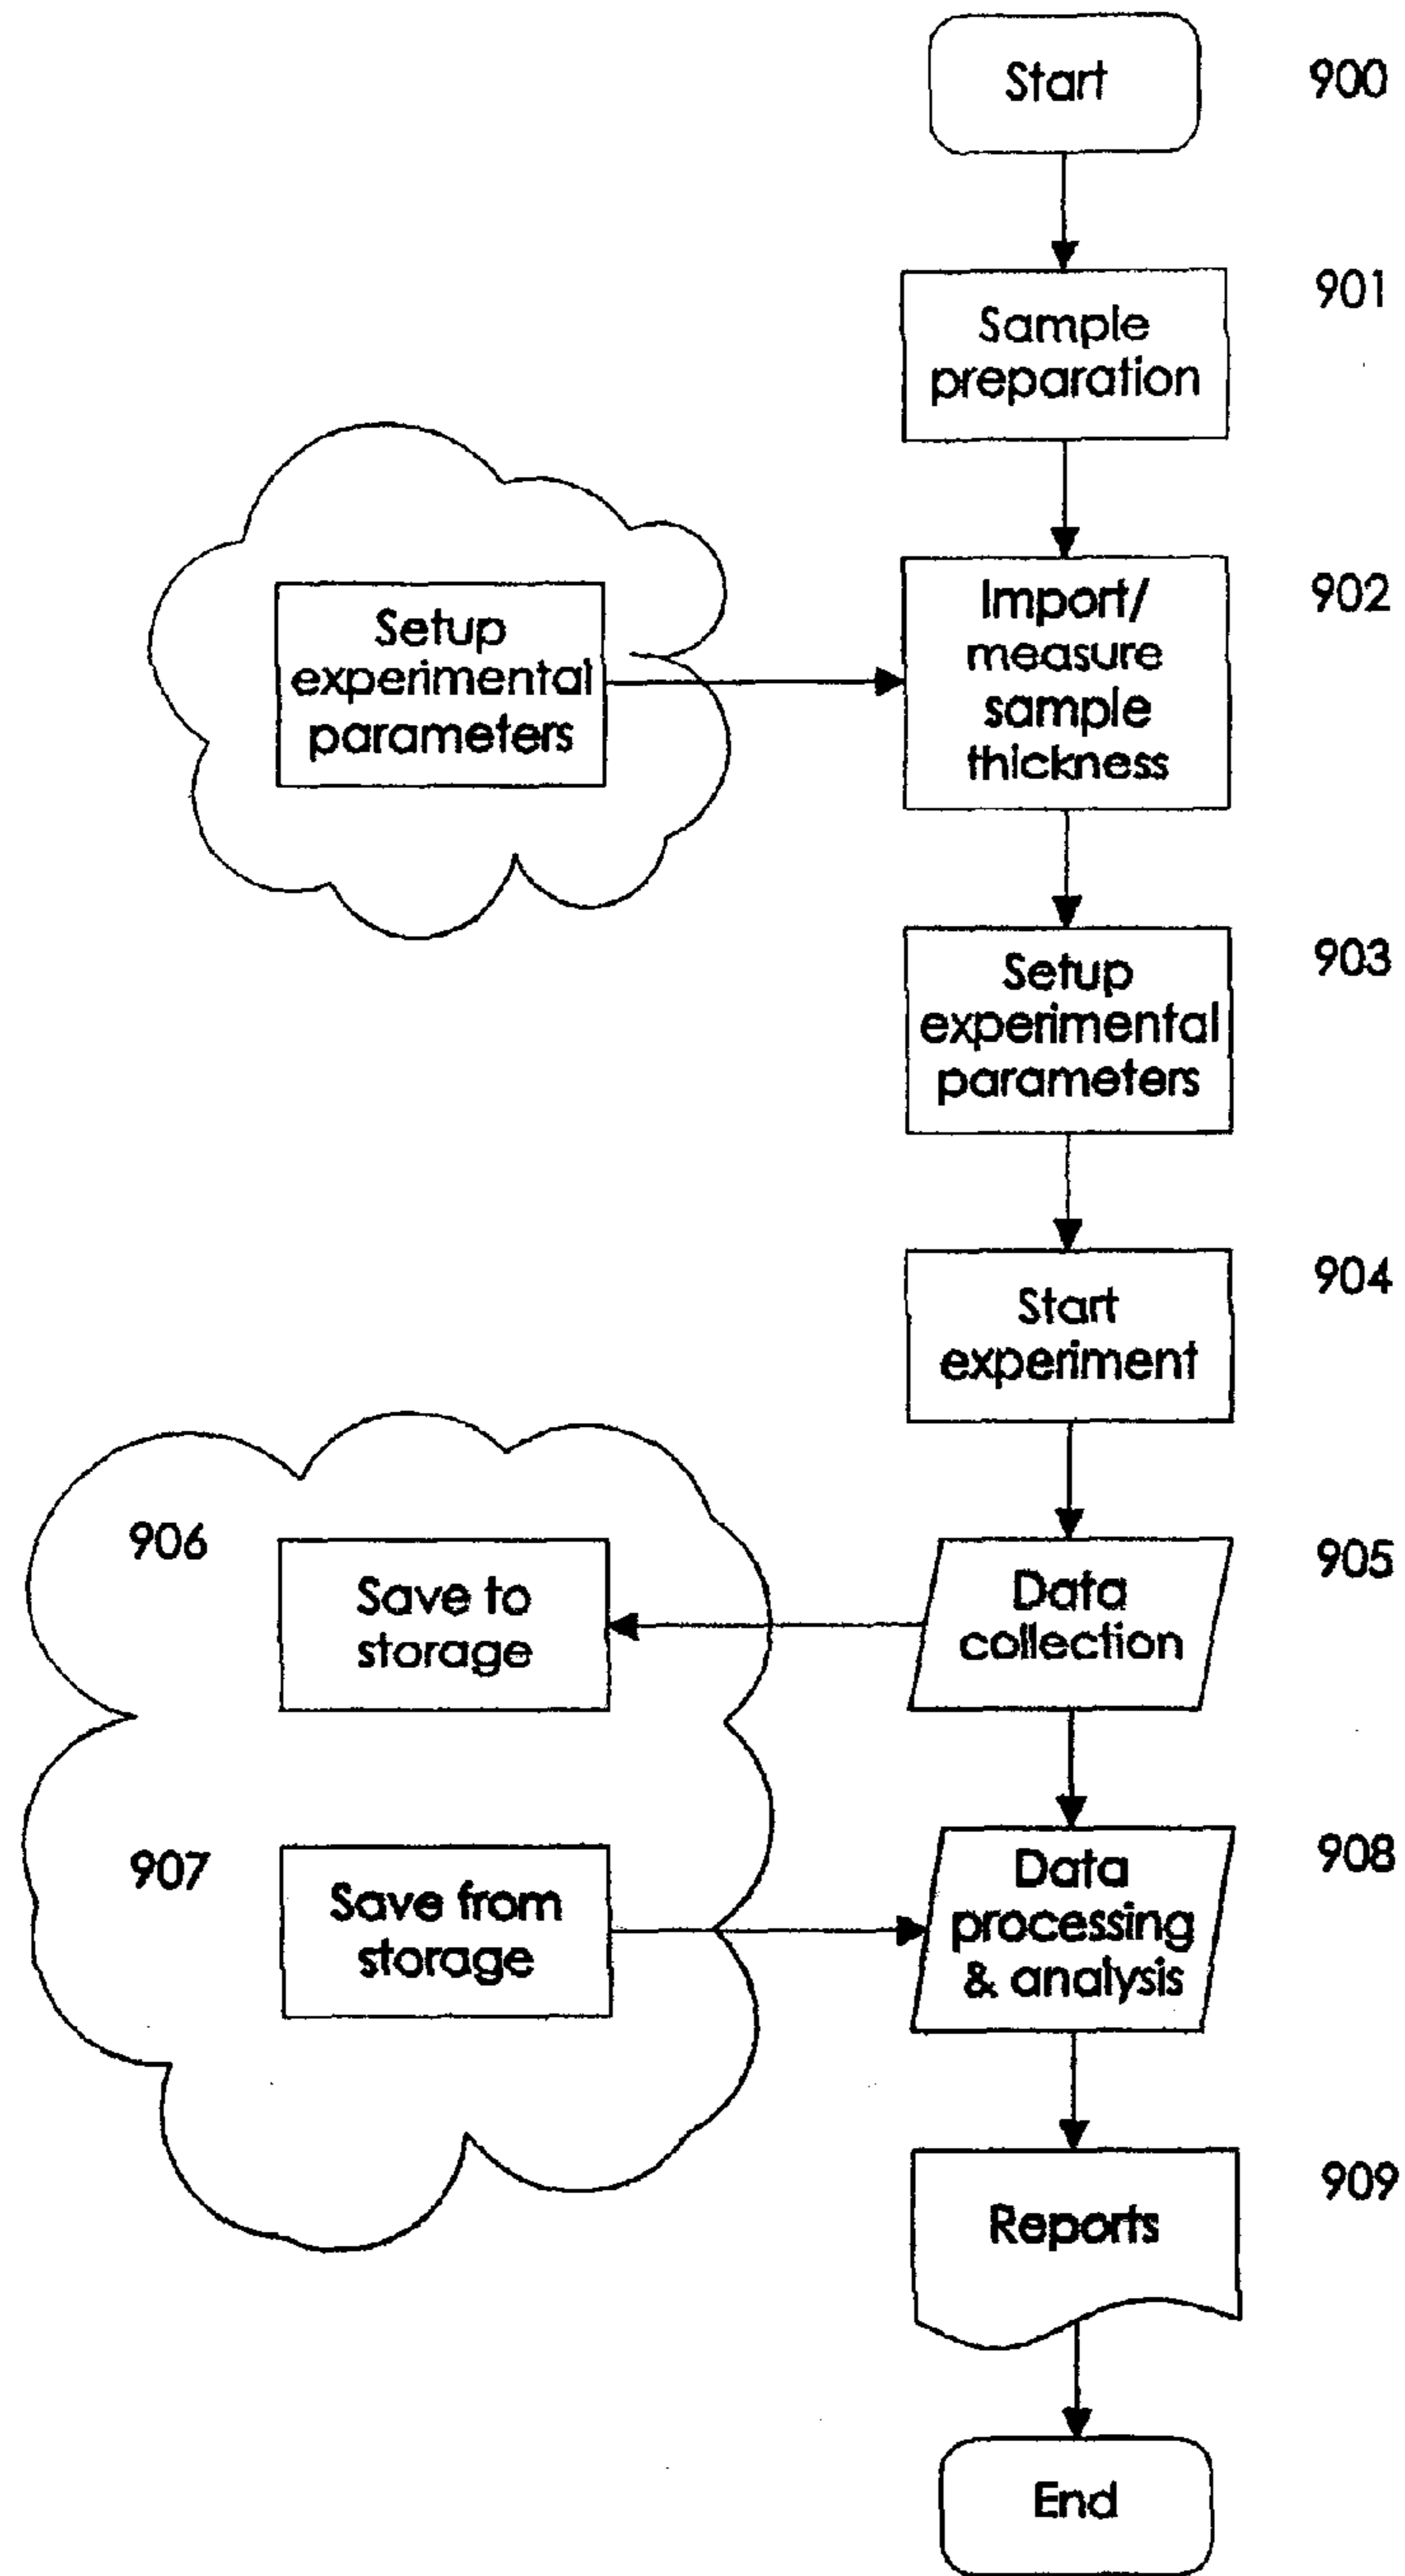 Start
900
Sample
preparation
901
Setup
experimental
parameters
Import/
measure
sample
thickness
902
Setup
experimental
parameters
903
Start
experiment
904
906
Save to
storage
Data
collection
905
907
Save from
storage
Data
processing
& analysis
908
Reports
909
End